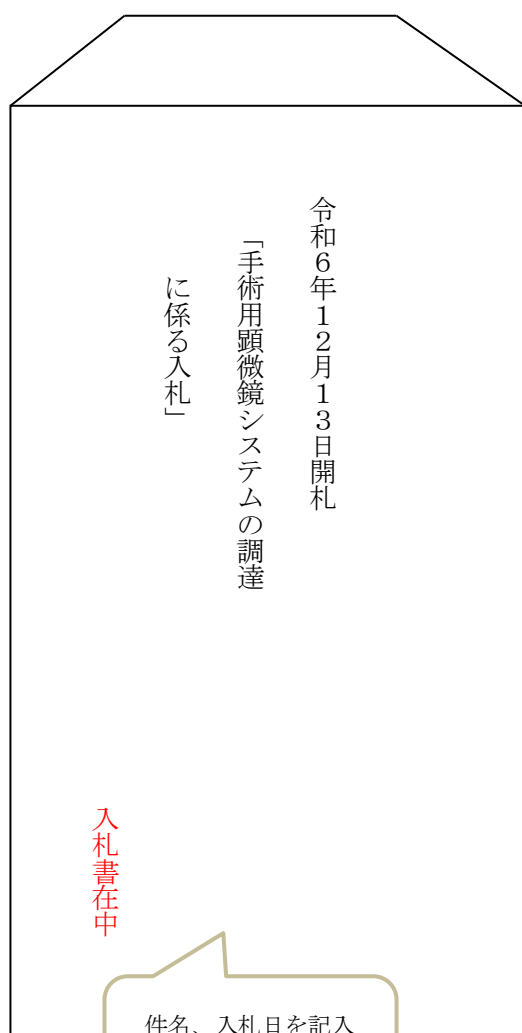 令和６年１２月１３日開札
「手術用顕微鏡システムの調達
に係る入札」
入札書在中
件名、入札日を記入